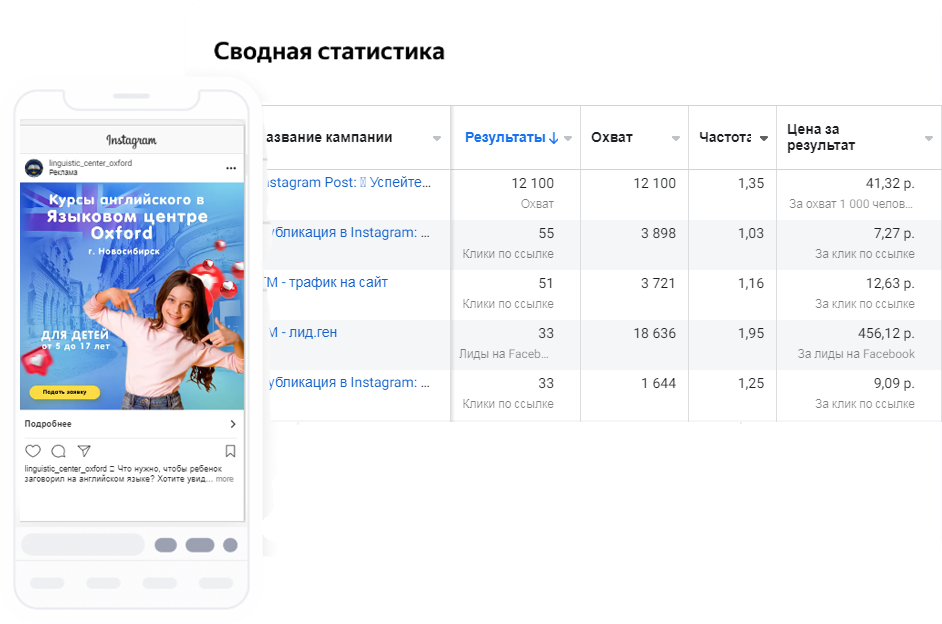 Сводная статистика
Instagram
linguistic_center_oxford
Реклама
Курсы английского в
Языковом центре
Oxford
г. Новосибирск
ДЛЯ ДЕТЕЙ
от 5 до 17 лет
Подать заявку
Подробнее
linguistic_center_oxford Что нужно, чтобы ребенок
заговорил на английском языке? Хотите увид... more
азвание кампании Результаты↓ Охват Частота Цена за результат
nstagram Post: Успейте... 12 100 12 100 1,35 41,32 р.
Охват За охват 1 000 челов...
убликация в Instagram: ... 55 3 898 1,03 7,27 р.
Клики по ссылке За клик по ссылке
ГМ - трафик на сайт 51 3 721 1,16 12,63 р.
Клики по ссылке За клик по ссылке
М - лид.ген 33 18 636 1,95 456,12 р.
Лиды на Faceb... За лиды на Facebook
убликация в Instagram: ... 33 1 644 1,25 9,09 р.
Клики по ссылке За клик по ссылке